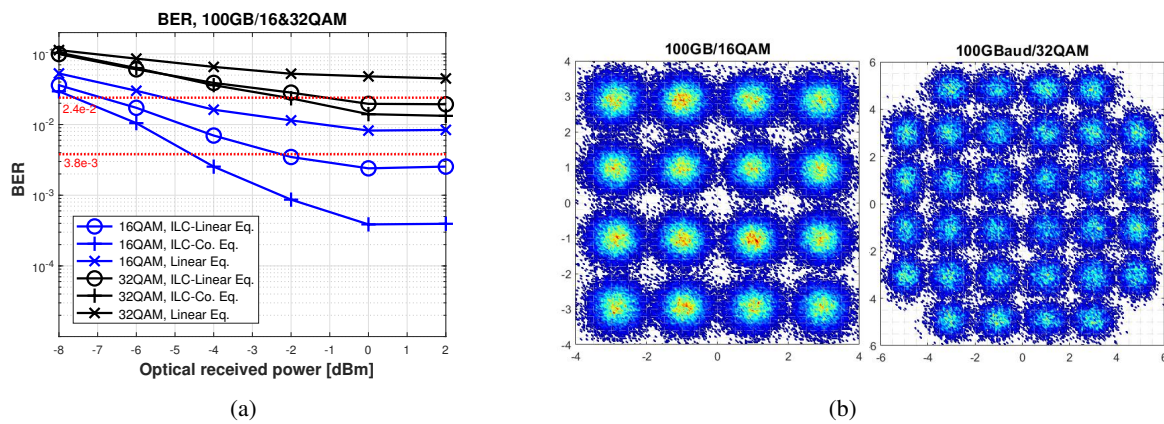 BER, 100GB/16&32QAM
10⁻¹
2.4e-2
10⁻²
3.8e-3
10⁻³
10⁻⁴
BER
16QAM, ILC-Linear Eq.
16QAM, ILC-Co. Eq.
16QAM, Linear Eq.
32QAM, ILC-Linear Eq.
32QAM, ILC-Co. Eq.
32QAM, Linear Eq.
-8 -7 -6 -5 -4 -3 -2 -1 0 1 2
Optical received power [dBm]
(a)
100GB/16QAM
4
3
2
1
0
-1
-2
-3
-4
-4 -2 0 2 4
100GBaud/32QAM
6
4
2
0
2
4
6
-6 -4 -2 0 2 4 6
(b)